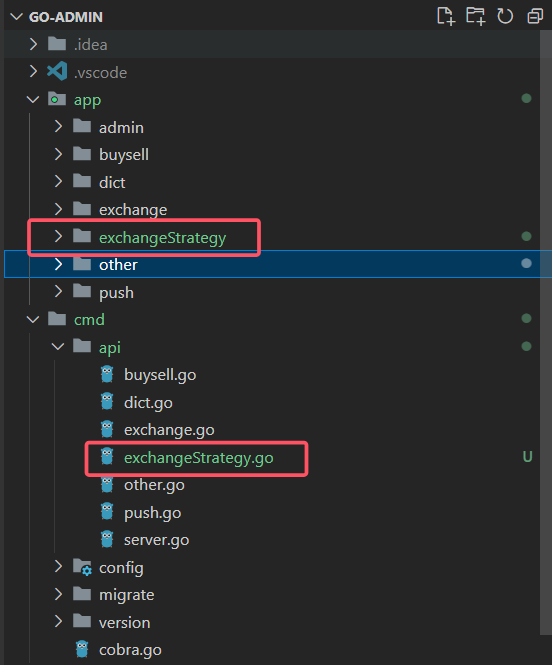 GO-ADMIN
.idea
.vscode
app
admin
buysell
dict
exchange
exchangeStrategy
other
push
cmd
api
buysell.go
dict.go
exchange.go
exchangeStrategy.go U
other.go
push.go
server.go
config
migrate
version
cobra.go